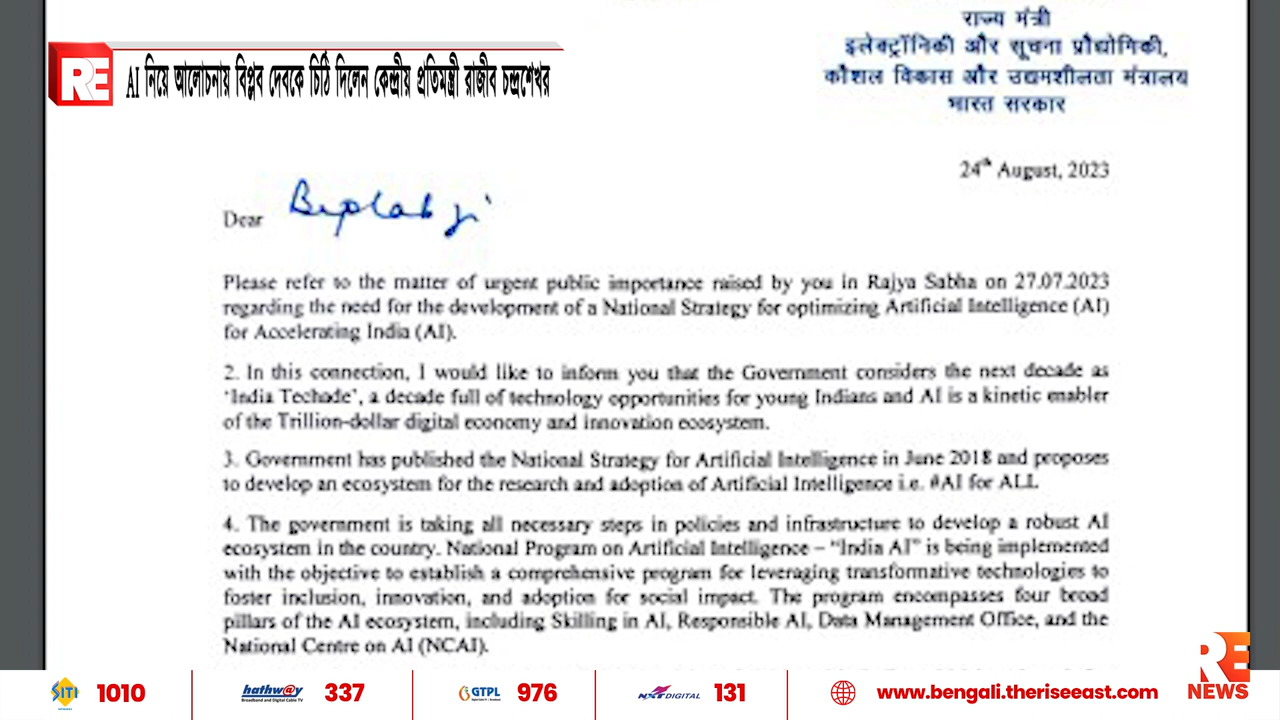 राज्य मंत्री
इलेक्ट्रॉनिकी और सूचना प्रौद्योगिकी,
कौशल विकास और उद्यमशीलता मंत्रालय
भारत सरकार
RE
AI নিয়ে আলোচনায় বিপ্লব দেবকে চিঠি দিলেন কেন্দ্রীয় প্রতিমন্ত্রী রাজীব চন্দ্রশেখর
24th August, 2023
Dear Biplab ji
Please refer to the matter of urgent public importance raised by you in Rajya Sabha on 27.07.2023
regarding the need for the development of a National Strategy for optimizing Artificial Intelligence (AI)
for Accelerating India (AI).
2. In this connection, I would like to inform you that the Government considers the next decade as
'India Techade', a decade full of technology opportunities for young Indians and AI is a kinetic enabler
of the Trillion-dollar digital economy and innovation ecosystem.
3. Government has published the National Strategy for Artificial Intelligence in June 2018 and proposes
to develop an ecosystem for the research and adoption of Artificial Intelligence i.e. #AI for ALL
4. The government is taking all necessary steps in policies and infrastructure to develop a robust AI
ecosystem in the country. National Program on Artificial Intelligence – "India AI" is being implemented
with the objective to establish a comprehensive program for leveraging transformative technologies to
foster inclusion, innovation, and adoption for social impact. The program encompasses four broad
pillars of the AI ecosystem, including Skilling in AI, Responsible AI, Data Management Office, and the
National Centre on AI (NCAI).
SITI 1010 hathw@y Broadband and Digital Cable TV 337 GTPL 976 NXT DIGITAL 131 www.bengali.theriseeast.com
RE NEWS